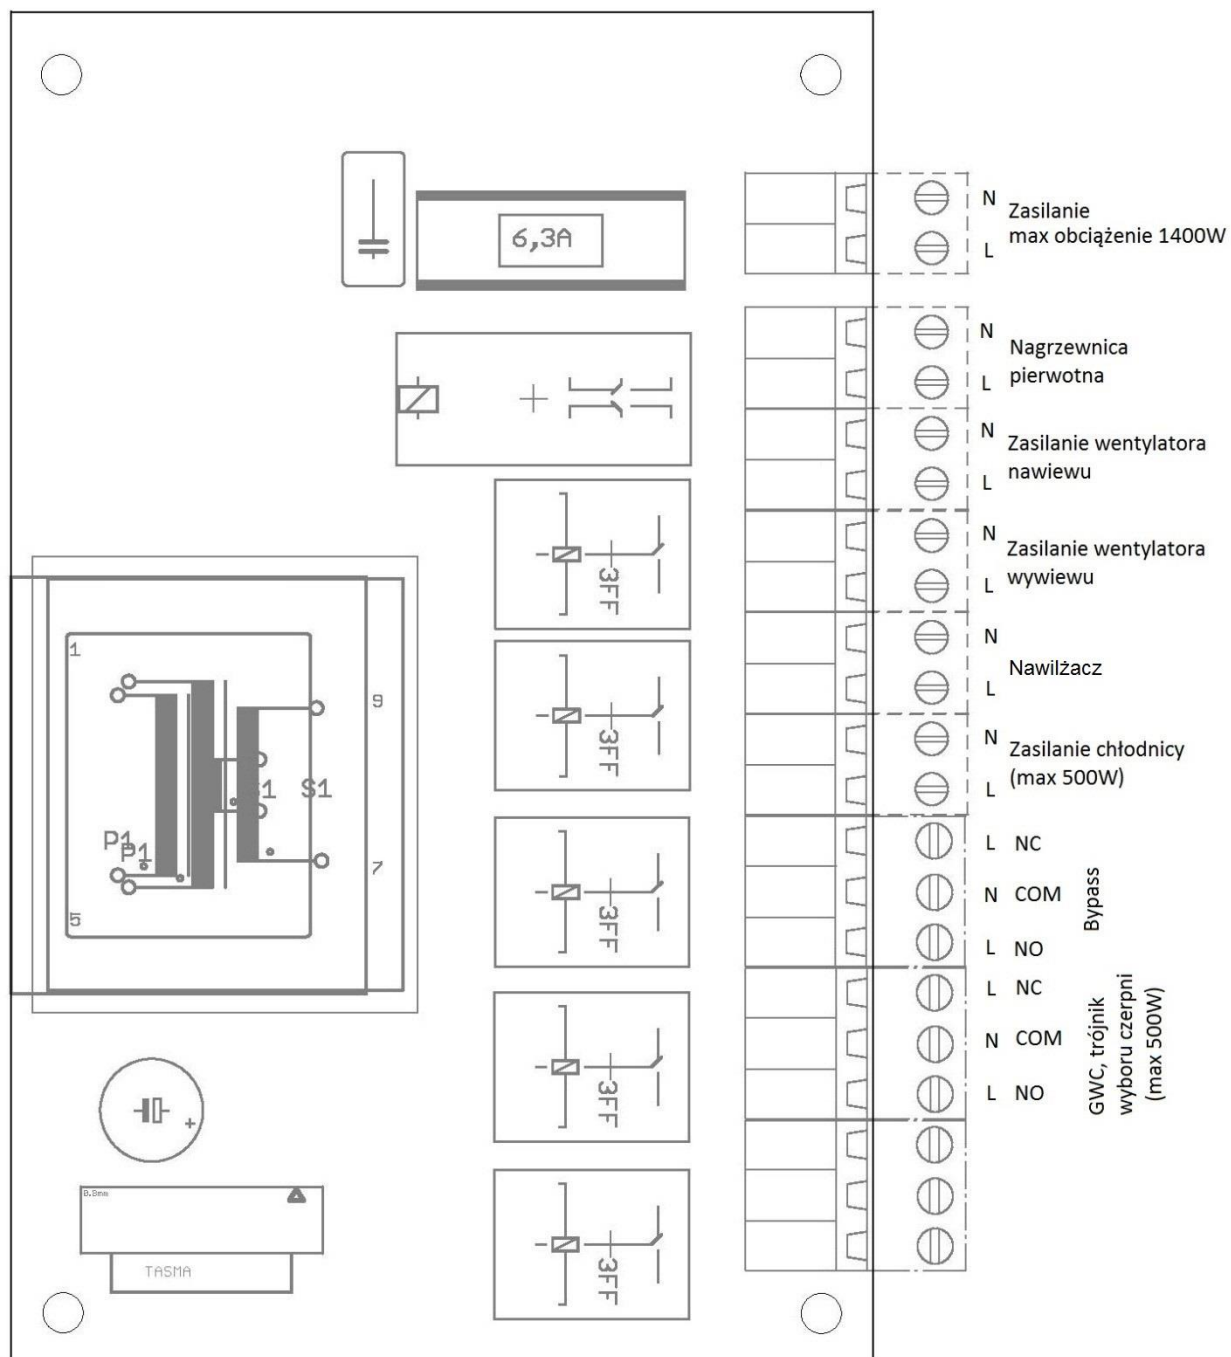 6,3A
N
Zasilanie
max obciążenie 1400W
L
N
Nagrzewnica
pierwotna
L
N
Zasilanie wentylatora
nawiewu
L
N
Zasilanie wentylatora
wywiewu
L
N
Nawilżacz
L
N
Zasilanie chłodnicy
(max 500W)
L
L NC
N COM
L NO
Bypass
L NC
N COM
L NO
GWC, trójnik
wyboru czerpni
(max 500W)
3FF
3FF
3FF
3FF
3FF
1
9
S1
P1
P1
7
5
+
0.8mm
TASMA